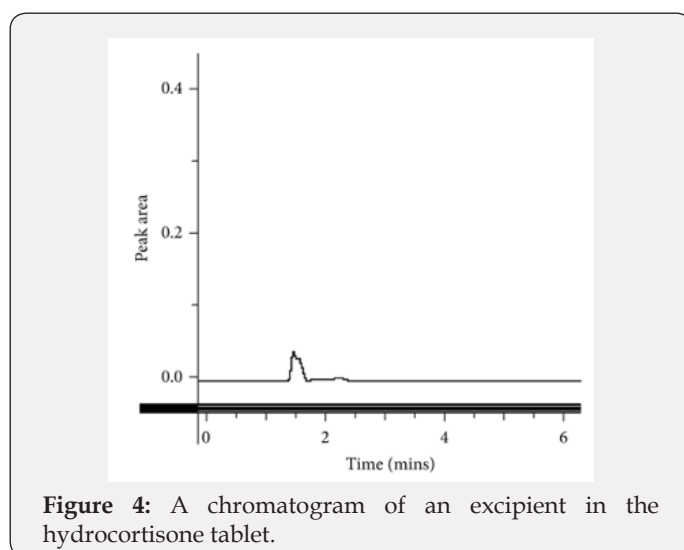 0.4
0.2
0.0
Peak area
0 2 4 6
Time (mins)
Figure 4: A chromatogram of an excipient in the
hydrocortisone tablet.